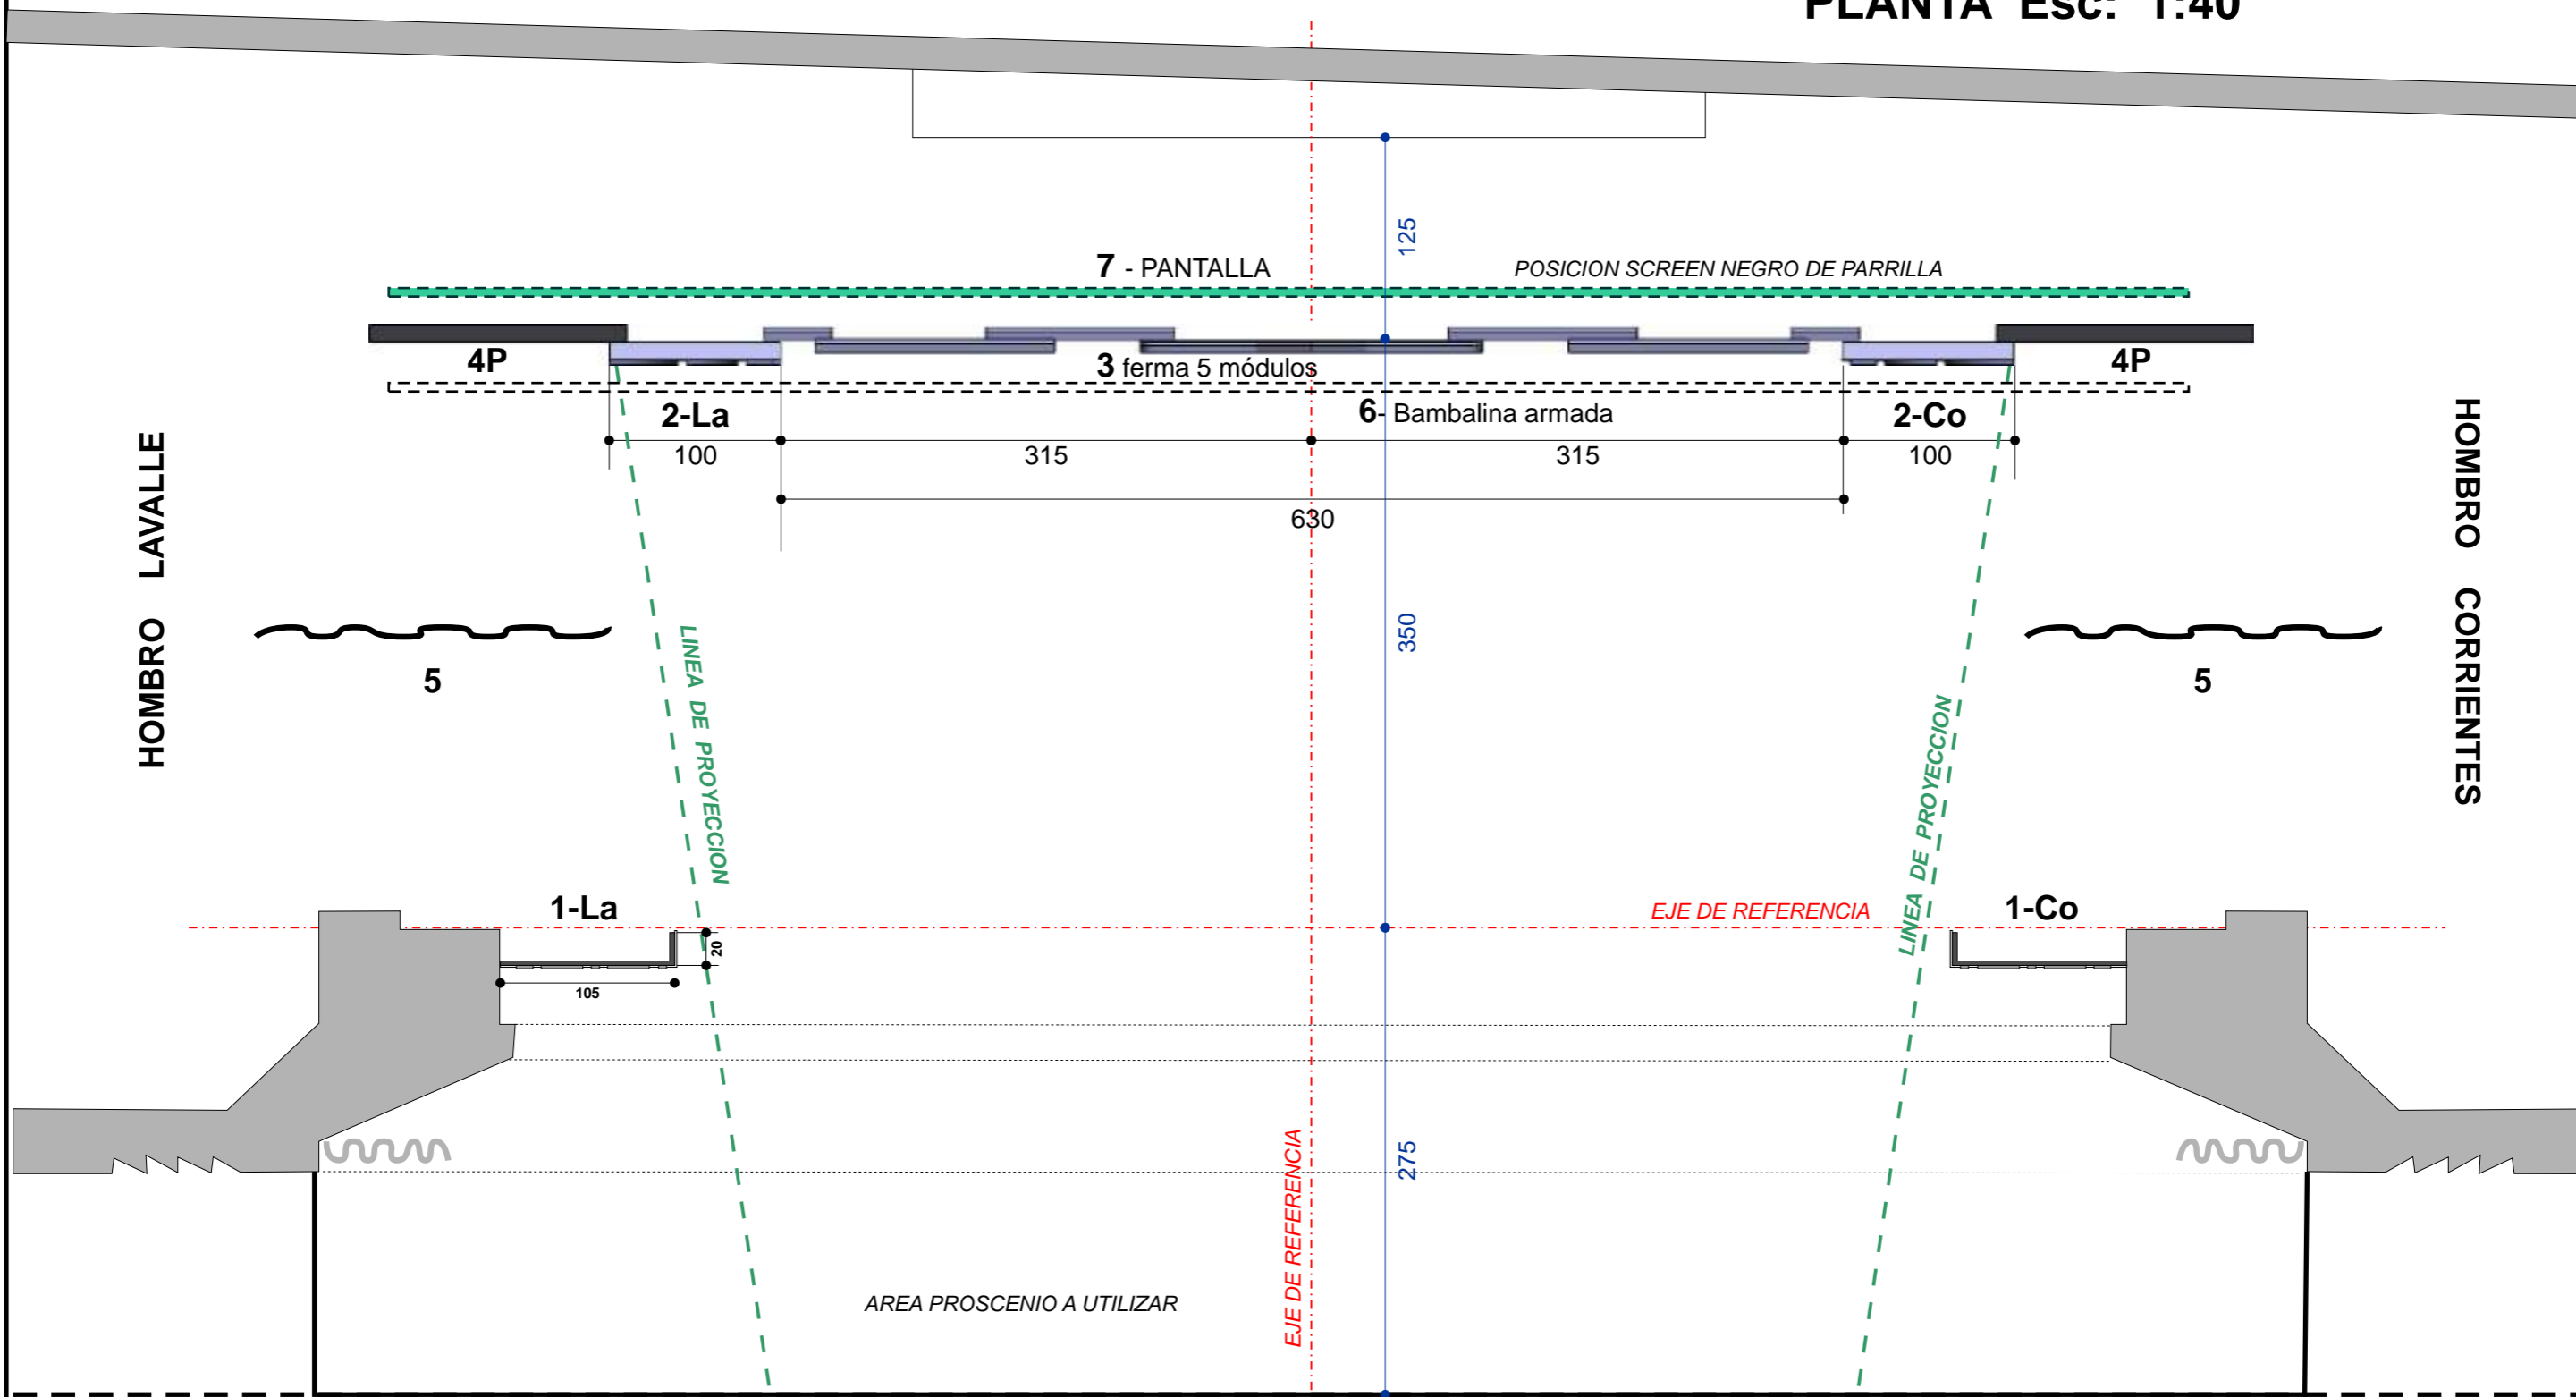 PLANTA Esc: 1:40
125
7 - PANTALLA
POSICION SCREEN NEGRO DE PARRILLA
4P
3 ferma 5 módulos
4P
2-La
6- Bambalina armada
2-Co
100
315
315
100
630
HOMBRO LAVALLE
HOMBRO CORRIENTES
350
5
5
LINEA DE PROYECCION
LINEA DE PROYECCION
1-La
EJE DE REFERENCIA
1-Co
20
105
275
EJE DE REFERENCIA
AREA PROSCENIO A UTILIZAR